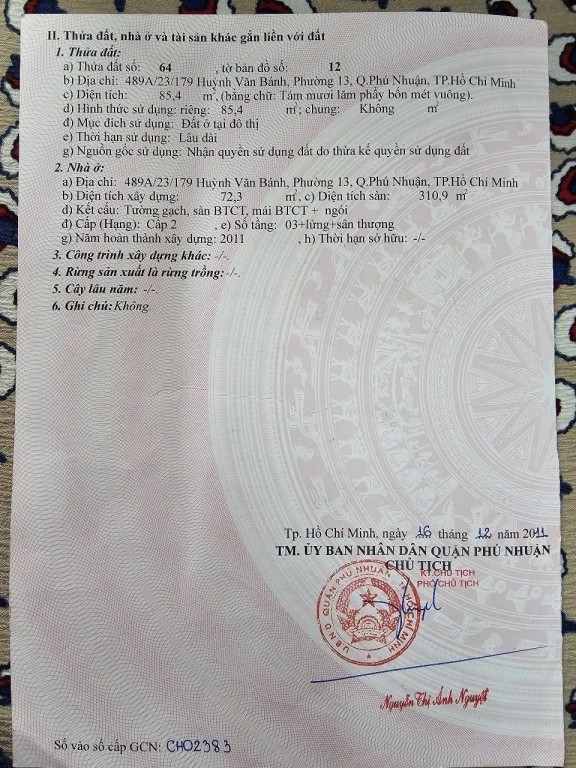 II. Thửa đất, nhà ở và tài sản khác gắn liền với đất
1. Thửa đất:
a) Thửa đất số: 64 , tờ bản đồ số: 12
b) Địa chỉ: 489A/23/179 Huỳnh Văn Bánh, Phường 13, Q.Phú Nhuận, TP.Hồ Chí Minh
c) Diện tích: 85,4 m², (bằng chữ: Tám mươi lăm phẩy bốn mét vuông).
d) Hình thức sử dụng: riêng: 85,4 m²; chung: Không m²
đ) Mục đích sử dụng: Đất ở tại đô thị
e) Thời hạn sử dụng: Lâu dài
g) Nguồn gốc sử dụng: Nhận quyền sử dụng đất do thừa kế quyền sử dụng đất
2. Nhà ở:
a) Địa chỉ: 489A/23/179 Huỳnh Văn Bánh, Phường 13, Q.Phú Nhuận, TP.Hồ Chí Minh
b) Diện tích xây dựng: 72,3 m², c) Diện tích sàn: 310,9 m²
d) Kết cấu: Tường gạch, sàn BTCT, mái BTCT + ngói
đ) Cấp (Hạng): Cấp 2 , e) Số tầng: 03+lửng+sân thượng
g) Năm hoàn thành xây dựng: 2011 , h) Thời hạn sở hữu: -/-
3. Công trình xây dựng khác: -/-.
4. Rừng sản xuất là rừng trồng:-/-.
5. Cây lâu năm: -/-.
6. Ghi chú:Không.
Tp. Hồ Chí Minh, ngày 16 tháng 12 năm 2011
TM. ỦY BAN NHÂN DÂN QUẬN PHÚ NHUẬN
CHỦ TỊCH
KT.CHỦ TỊCH
PHÓ CHỦ TỊCH
U.B.N.D QUẬN PHÚ NHUẬN TP.HỒ CHÍ MINH
Nguyễn Thị Ánh Nguyệt
Số vào sổ cấp GCN: CH02383